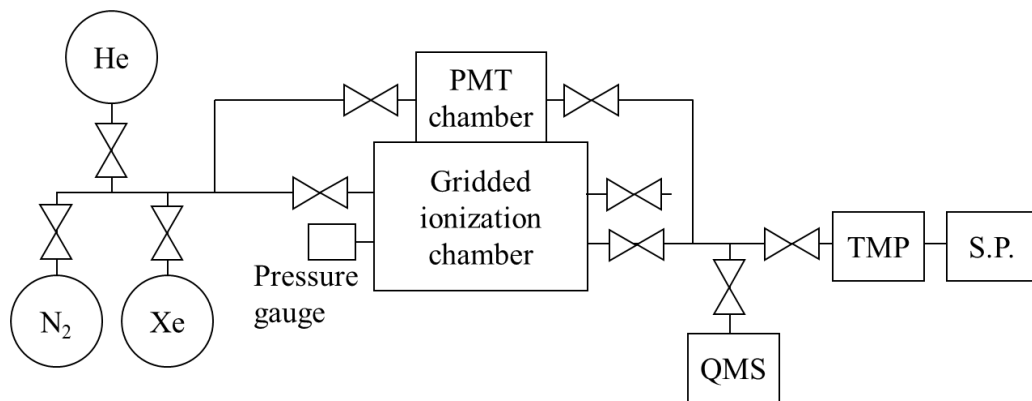 He
PMT
chamber
Gridded
ionization
chamber
Pressure
gauge
N₂
Xe
TMP
S.P.
QMS